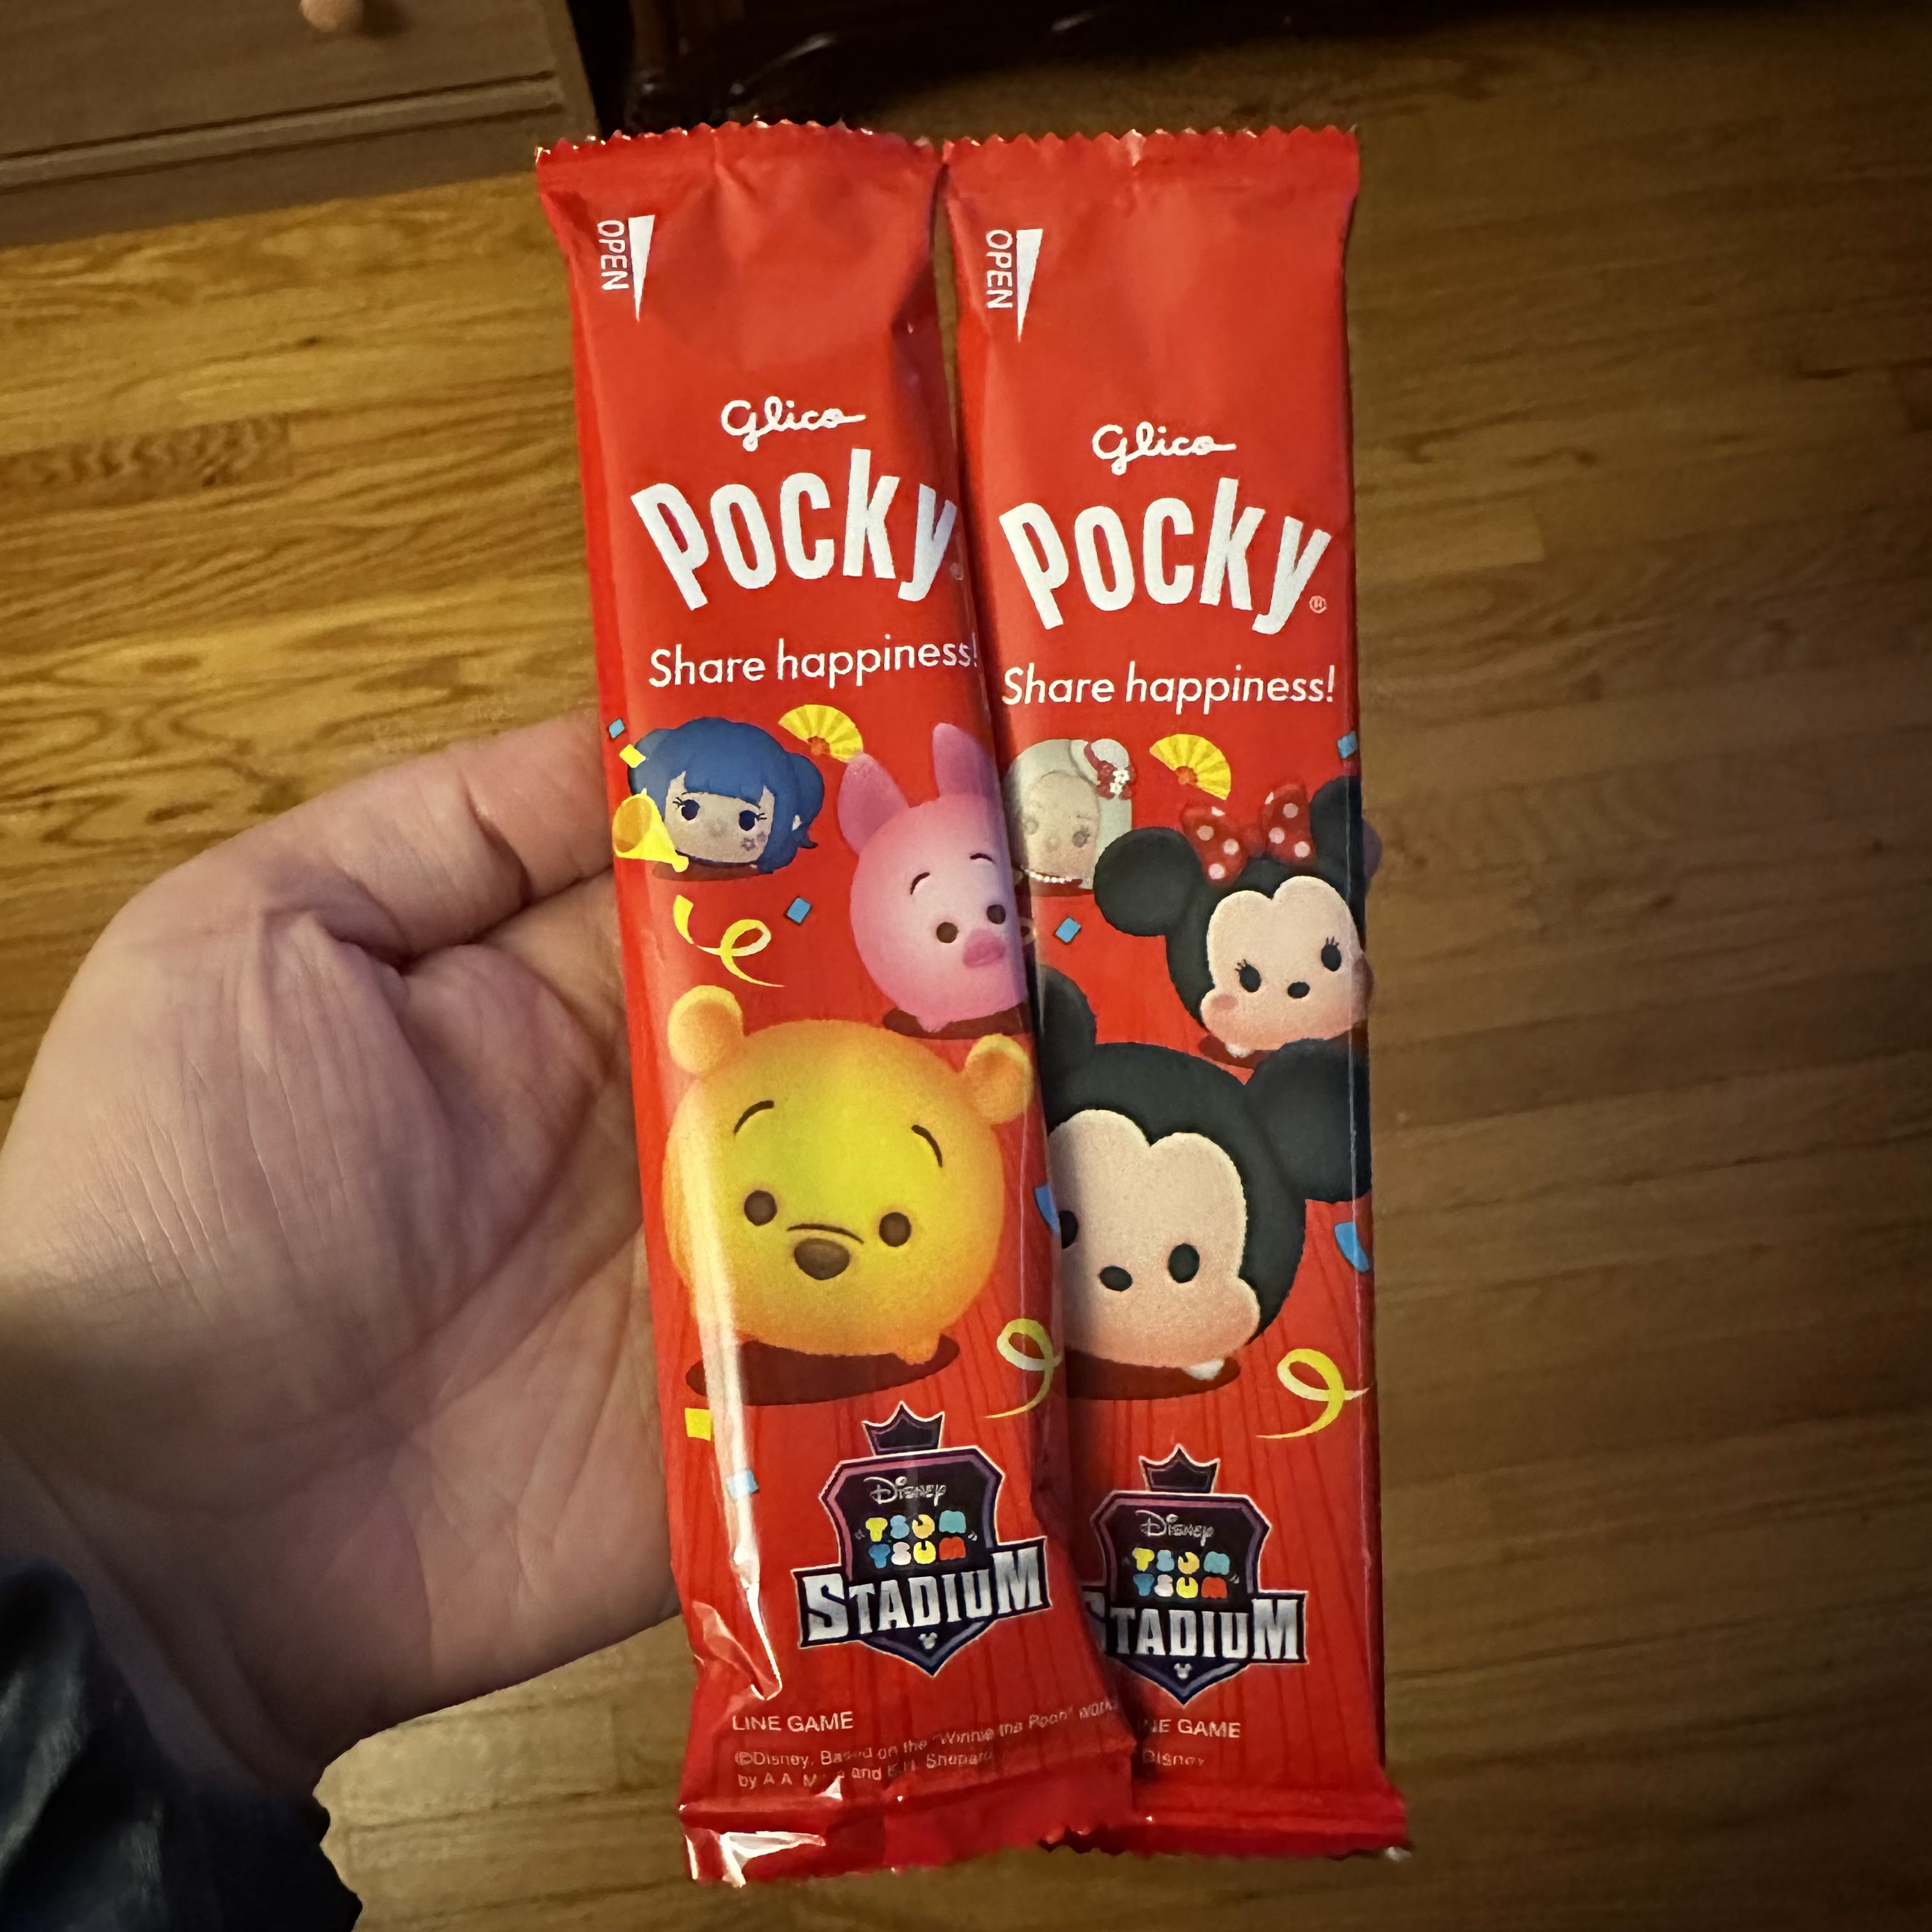 OPEN
Glico
Pocky
Share happiness!
Disney
"TSUM
TSUM"
STADIUM
LINE GAME
©Disney. Based on the "Winnie the Pooh" works
by A.A. and E.H. Shepard
OPEN
Glico
Pocky®
Share happiness!
Disney
"TSUM
TSUM"
STADIUM
NE GAME
Disney